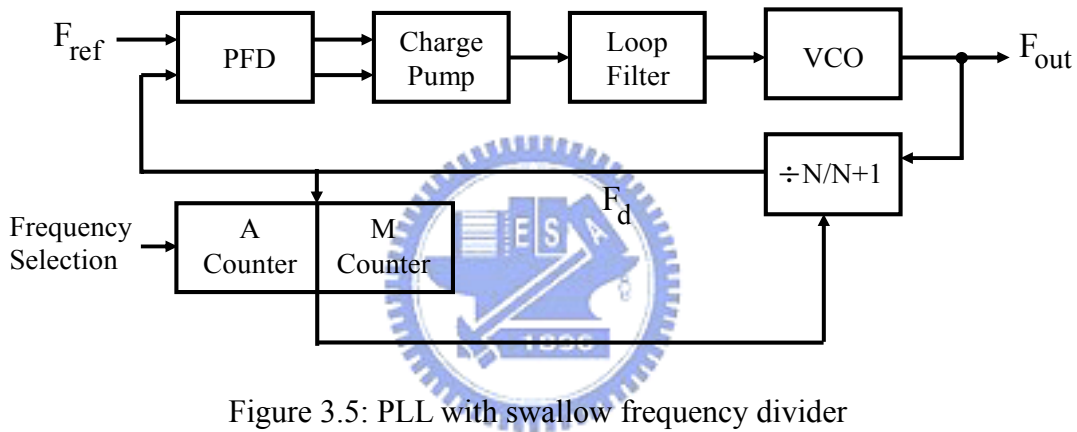 F_ref
PFD
Charge
Pump
Loop
Filter
VCO
F_out
÷N/N+1
F_d
Frequency
Selection
A
Counter
M
Counter
E S A
1896
Figure 3.5: PLL with swallow frequency divider